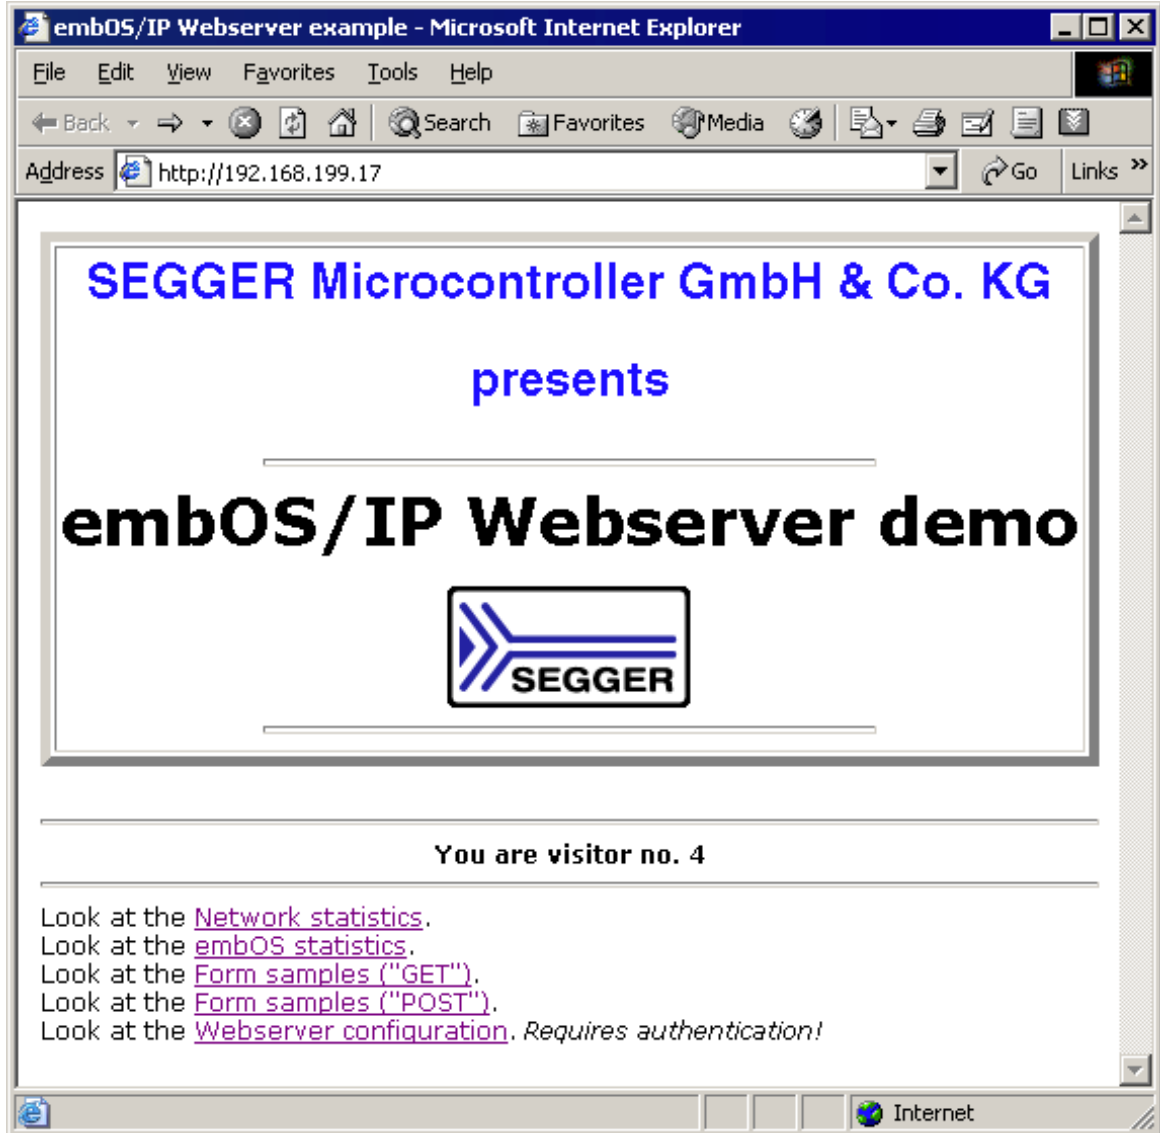 embOS/IP Webserver example - Microsoft Internet Explorer
File Edit View Favorites Tools Help
Back Search Favorites Media
Address http://192.168.199.17 Go Links »
SEGGER Microcontroller GmbH & Co. KG
presents
embOS/IP Webserver demo
SEGGER
You are visitor no. 4
Look at the Network statistics.
Look at the embOS statistics.
Look at the Form samples ("GET").
Look at the Form samples ("POST").
Look at the Webserver configuration. Requires authentication!
Internet